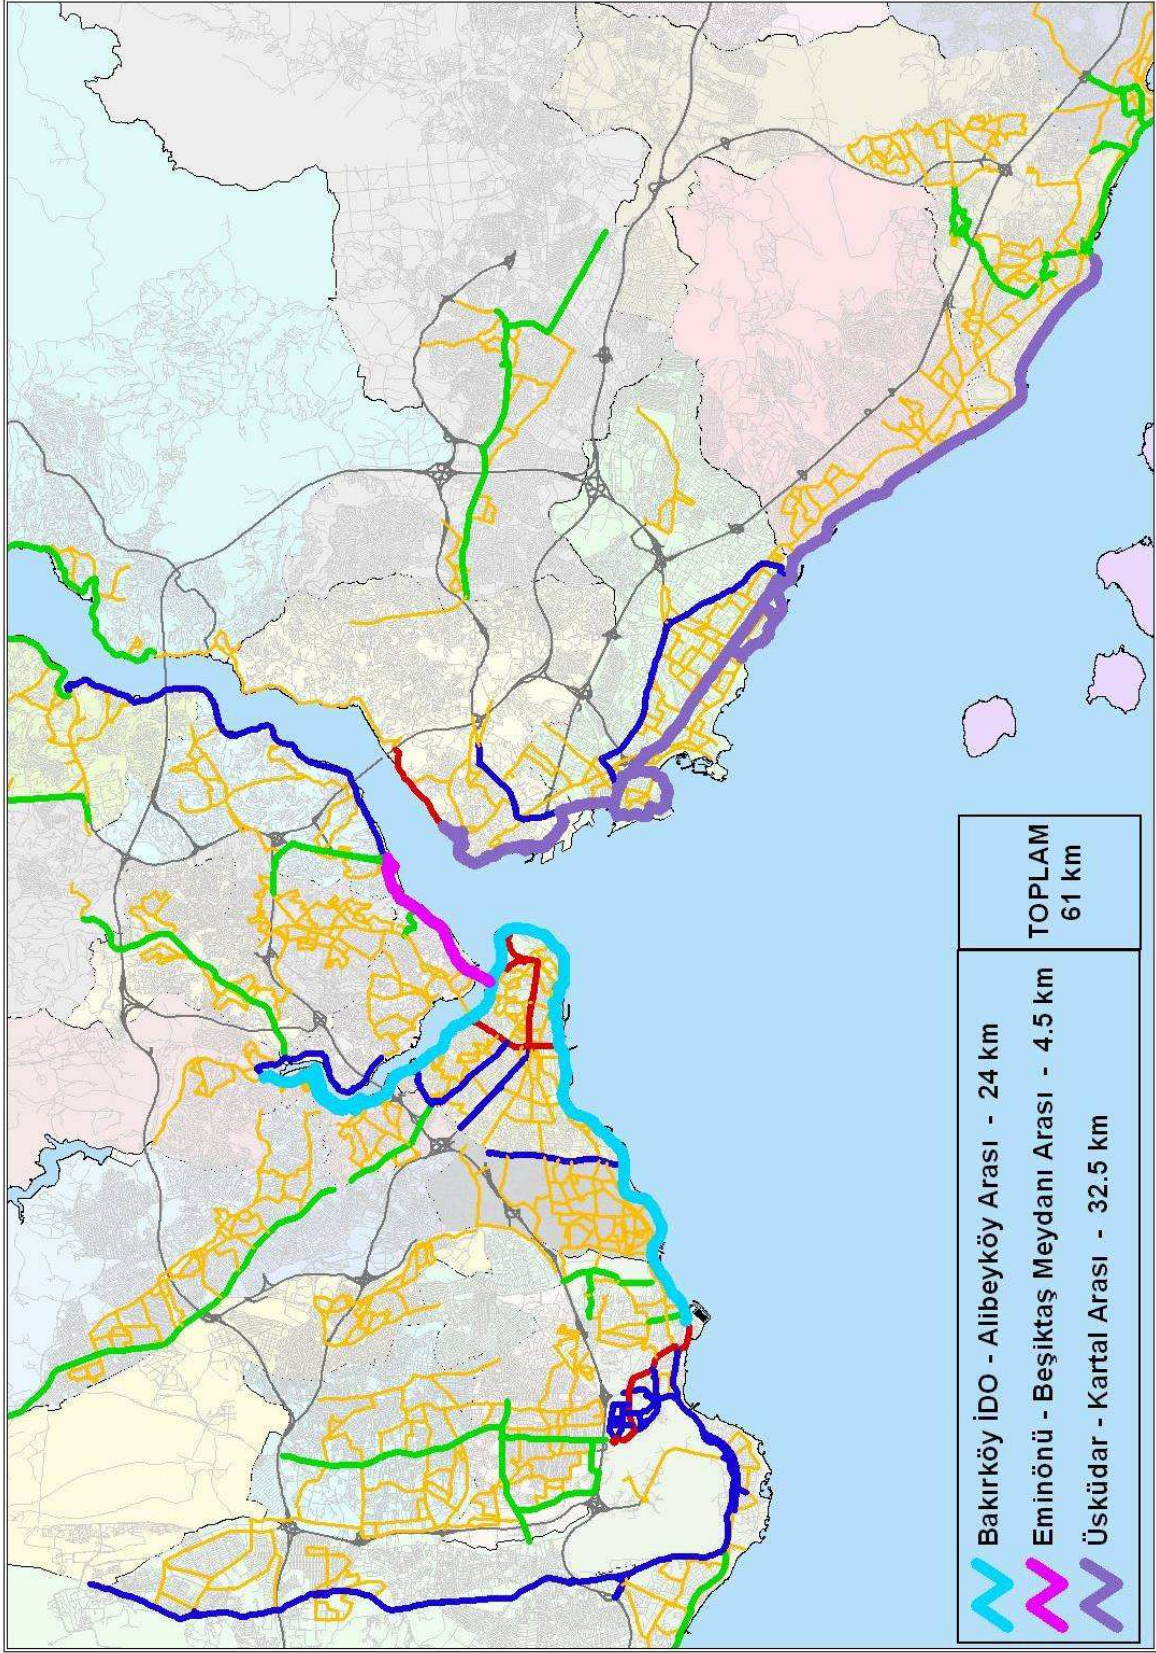 Bakırköy İDO - Alibeyköy Arası - 24 km
Eminönü - Beşiktaş Meydanı Arası - 4.5 km
Üsküdar - Kartal Arası - 32.5 km
TOPLAM
61 km